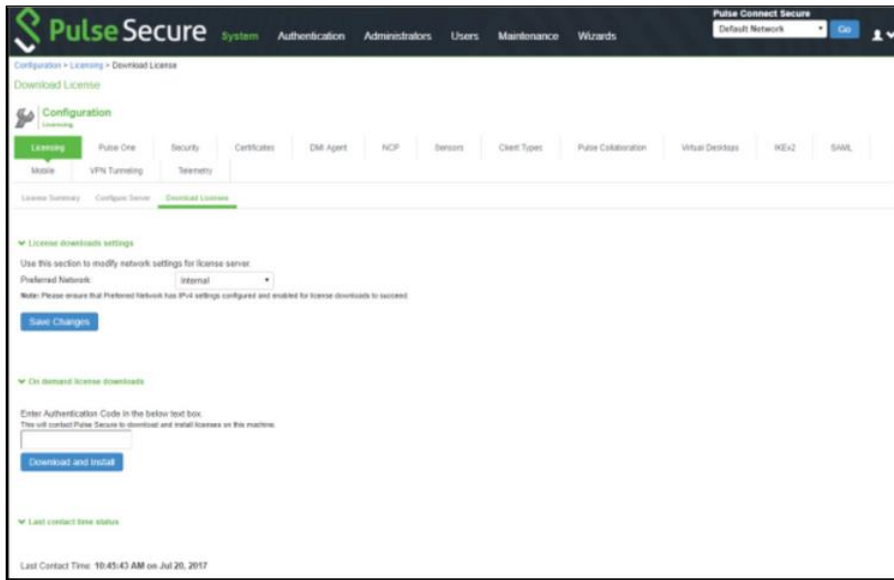 Pulse Secure
System Authentication Administrators Users Maintenance Wizards
Pulse Connect Secure
Default Network Go
Configuration > Licensing > Download License
Download License
Configuration
Licensing
Licensing Pulse One Security Certificates DMI Agent NCP Sensors Client Types Pulse Collaboration Virtual Desktops IKEv2 SAML
Mobile VPN Tunneling Telemetry
License Summary Configure Server Download Licenses
License downloads settings
Use this section to modify network settings for license server.
Preferred Network: Internal
Note: Please ensure that Preferred Network has IPv4 settings configured and enabled for license downloads to succeed.
Save Changes
On demand license downloads
Enter Authentication Code in the below text box.
This will contact Pulse Secure to download and install licenses on this machine.
Download and Install
Last contact time status
Last Contact Time: 10:45:43 AM on Jul 20, 2017